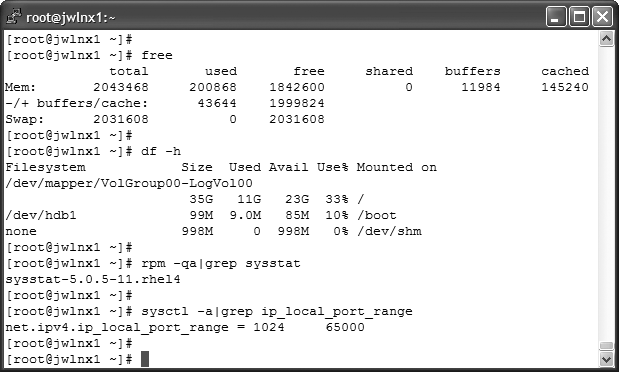 root@jwlnx1:~
[root@jwlnx1 ~]#
[root@jwlnx1 ~]# free
             total       used       free     shared    buffers     cached
Mem:       2043468     200868    1842600          0      11984     145240
-/+ buffers/cache:      43644    1999824
Swap:      2031608          0    2031608
[root@jwlnx1 ~]#
[root@jwlnx1 ~]# df -h
Filesystem            Size  Used Avail Use% Mounted on
/dev/mapper/VolGroup00-LogVol00
                       35G   11G   23G  33% /
/dev/hdb1              99M  9.0M   85M  10% /boot
none                  998M     0  998M   0% /dev/shm
[root@jwlnx1 ~]#
[root@jwlnx1 ~]# rpm -qa|grep sysstat
sysstat-5.0.5-11.rhel4
[root@jwlnx1 ~]#
[root@jwlnx1 ~]# sysctl -a|grep ip_local_port_range
net.ipv4.ip_local_port_range = 1024     65000
[root@jwlnx1 ~]#
[root@jwlnx1 ~]#